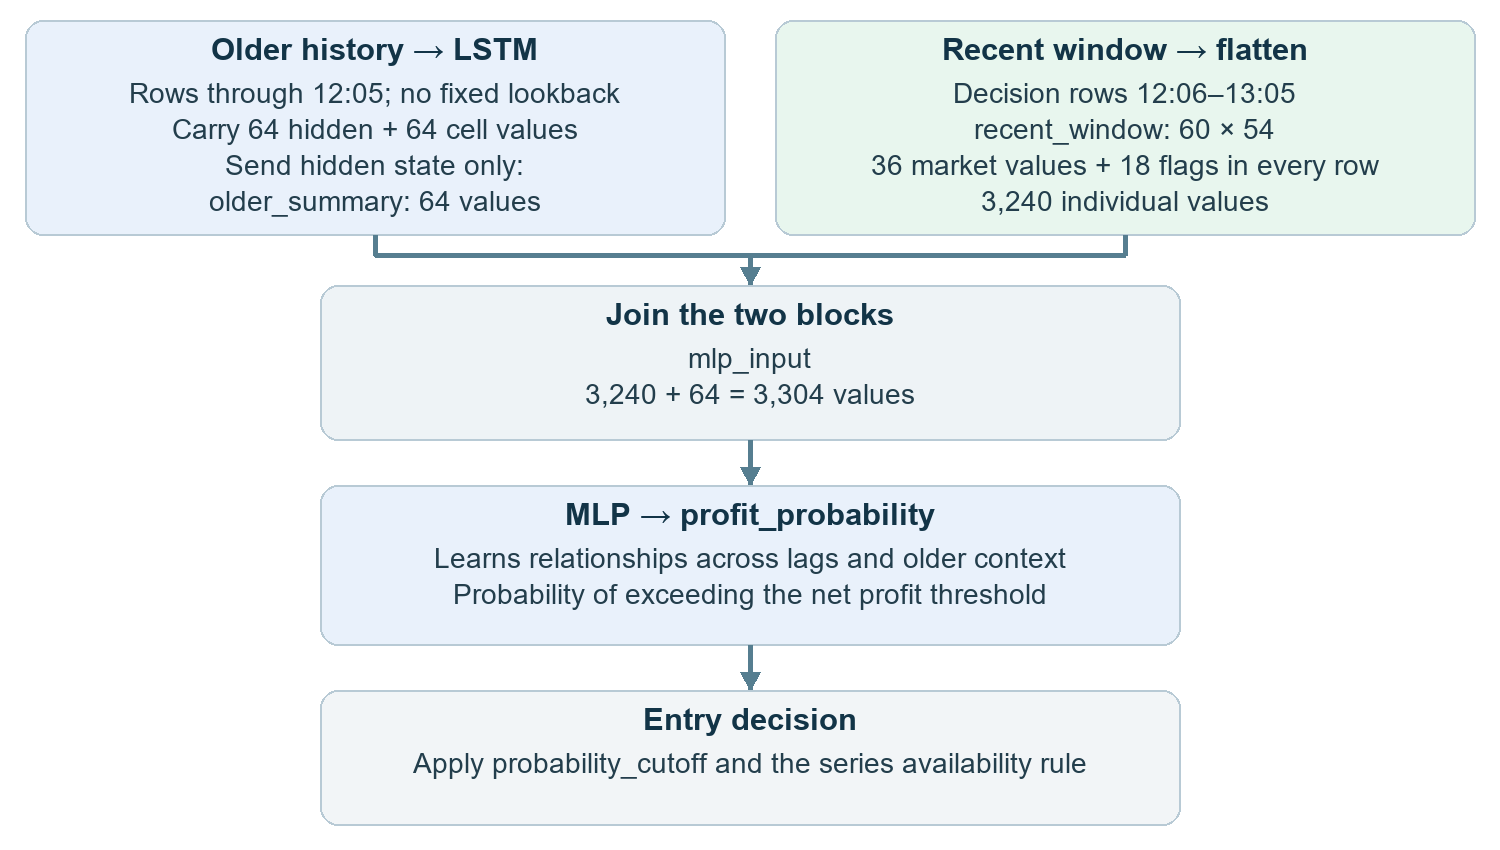 Older history → LSTM
Rows through 12:05; no fixed lookback
Carry 64 hidden + 64 cell values
Send hidden state only:
older_summary: 64 values
Recent window → flatten
Decision rows 12:06–13:05
recent_window: 60 × 54
36 market values + 18 flags in every row
3,240 individual values
Join the two blocks
mlp_input
3,240 + 64 = 3,304 values
MLP → profit_probability
Learns relationships across lags and older context
Probability of exceeding the net profit threshold
Entry decision
Apply probability_cutoff and the series availability rule